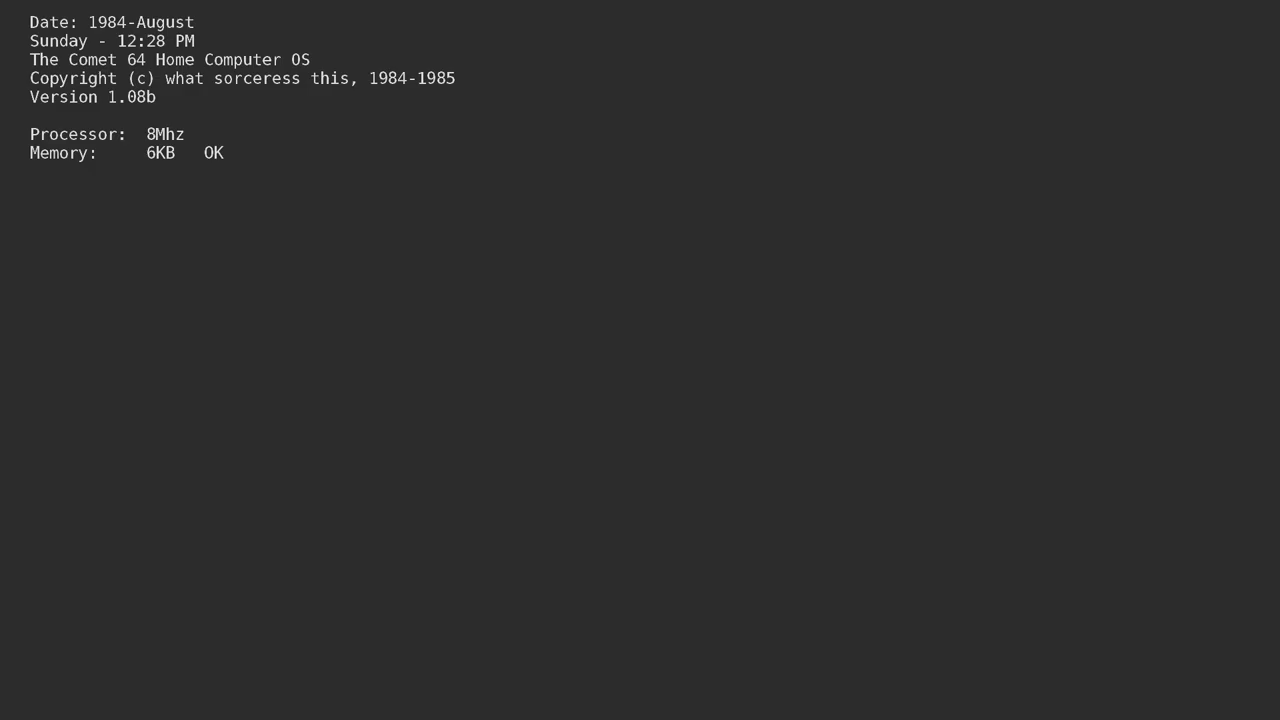 Date: 1984-August
Sunday - 12:28 PM
The Comet 64 Home Computer OS
Copyright (c) what sorceress this, 1984-1985
Version 1.08b
Processor:  8Mhz
Memory:     6KB   OK